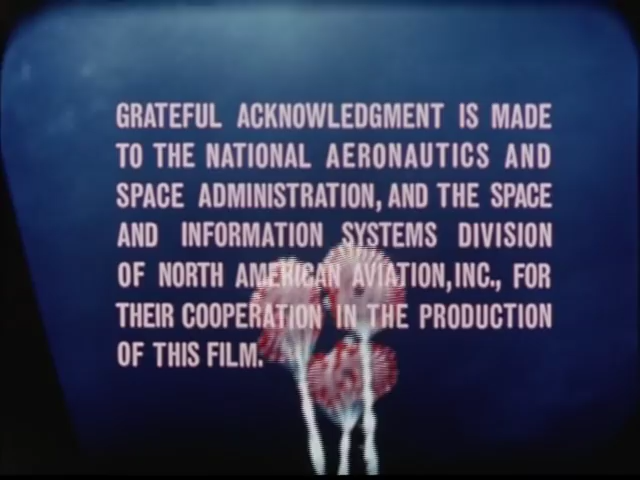 GRATEFUL ACKNOWLEDGMENT IS MADE
TO THE NATIONAL AERONAUTICS AND
SPACE ADMINISTRATION, AND THE SPACE
AND INFORMATION SYSTEMS DIVISION
OF NORTH AMERICAN AVIATION, INC., FOR
THEIR COOPERATION IN THE PRODUCTION
OF THIS FILM.